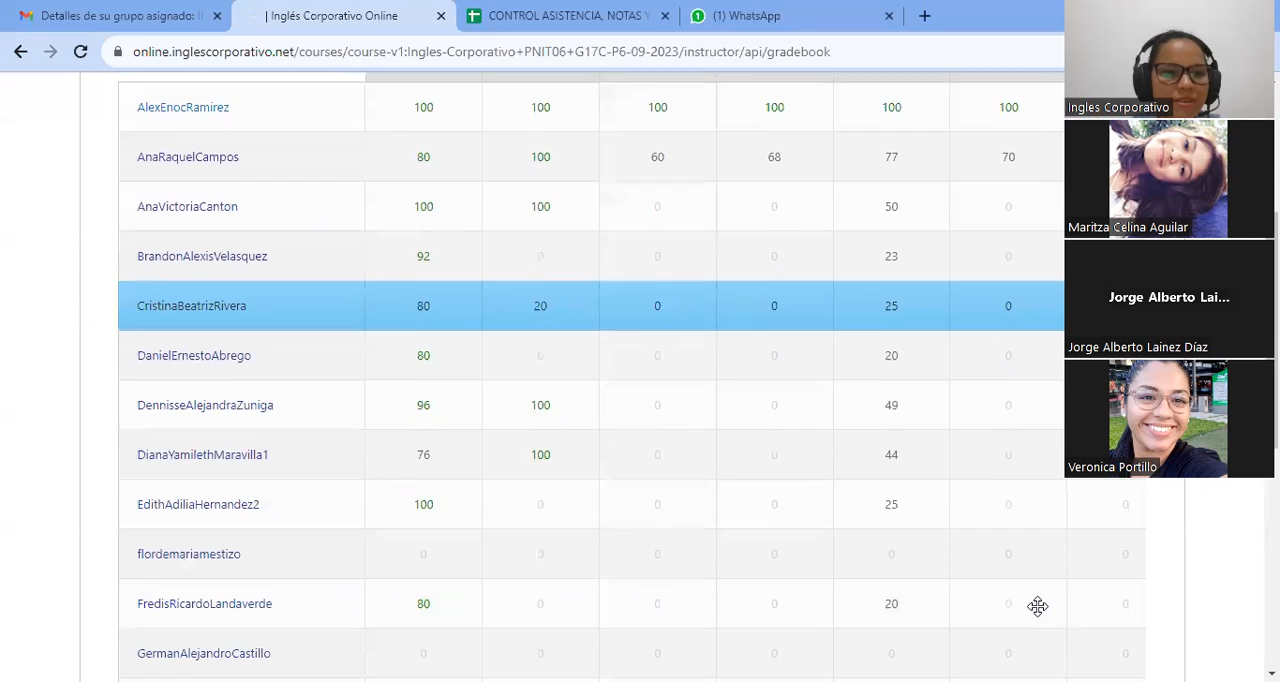 Detalles de su grupo asignado: I
| Inglés Corporativo Online
CONTROL ASISTENCIA, NOTAS Y
(1) WhatsApp
online.inglescorporativo.net/courses/course-v1:Ingles-Corporativo+PNIT06+G17C-P6-09-2023/instructor/api/gradebook
AlexEnocRamirez 100 100 100 100 100 100
AnaRaquelCampos 80 100 60 68 77 70
AnaVictoriaCanton 100 100 0 0 50 0
BrandonAlexisVelasquez 92 0 0 0 23 0
CristinaBeatrizRivera 80 20 0 0 25 0
DanielErnestoAbrego 0 0 0 20 0
DennisseAlejandraZuniga 100 0 0 49 0
DianaYamilethMaravilla1 100 0 0 44 0
EdithAdiliaHernandez2 100 0 0 0 25 0 0
flordemariamestizo 0 0 0 0 0 0 0
FredisRicardoLandaverde 80 0 0 0 20 0 0
GermanAlejandroCastillo 0 0 0 0 0 0 0
Ingles Corporativo
Maritza Celina Aguilar
Jorge Alberto Lai...
Jorge Alberto Lainez Díaz
Veronica Portillo